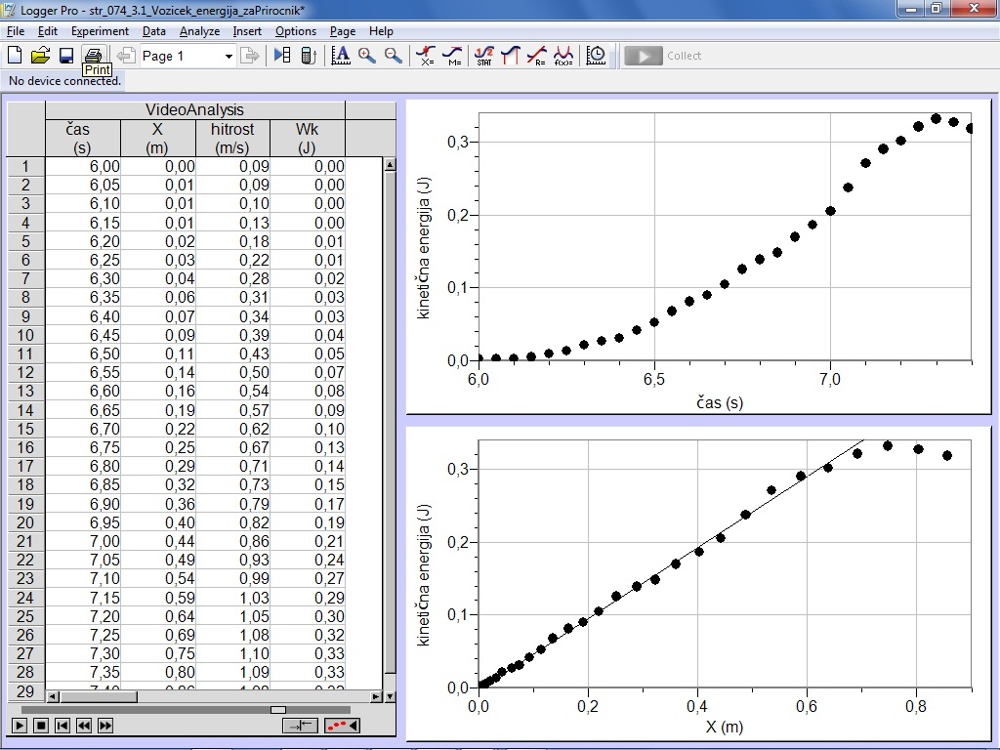 Logger Pro - str_074_3.1_Vozicek_energija_zaPrirocnik*
File Edit Experiment Data Analyze Insert Options Page Help
Page 1
X= M= STAT R= f(x)= Collect
Print
No device connected.
VideoAnalysis
čas X hitrost Wk
(s) (m) (m/s) (J)
1 6,00 0,00 0,09 0,00
2 6,05 0,01 0,09 0,00
3 6,10 0,01 0,10 0,00
4 6,15 0,01 0,13 0,00
5 6,20 0,02 0,18 0,01
6 6,25 0,03 0,22 0,01
7 6,30 0,04 0,28 0,02
8 6,35 0,06 0,31 0,03
9 6,40 0,07 0,34 0,03
10 6,45 0,09 0,39 0,04
11 6,50 0,11 0,43 0,05
12 6,55 0,14 0,50 0,07
13 6,60 0,16 0,54 0,08
14 6,65 0,19 0,57 0,09
15 6,70 0,22 0,62 0,10
16 6,75 0,25 0,67 0,13
17 6,80 0,29 0,71 0,14
18 6,85 0,32 0,73 0,15
19 6,90 0,36 0,79 0,17
20 6,95 0,40 0,82 0,19
21 7,00 0,44 0,86 0,21
22 7,05 0,49 0,93 0,24
23 7,10 0,54 0,99 0,27
24 7,15 0,59 1,03 0,29
25 7,20 0,64 1,05 0,30
26 7,25 0,69 1,08 0,32
27 7,30 0,75 1,10 0,33
28 7,35 0,80 1,09 0,33
29
kinetična energija (J)
0,3
0,2
0,1
0,0
6,0 6,5 7,0
čas (s)
kinetična energija (J)
0,3
0,2
0,1
0,0
0,0 0,2 0,4 0,6 0,8
X (m)